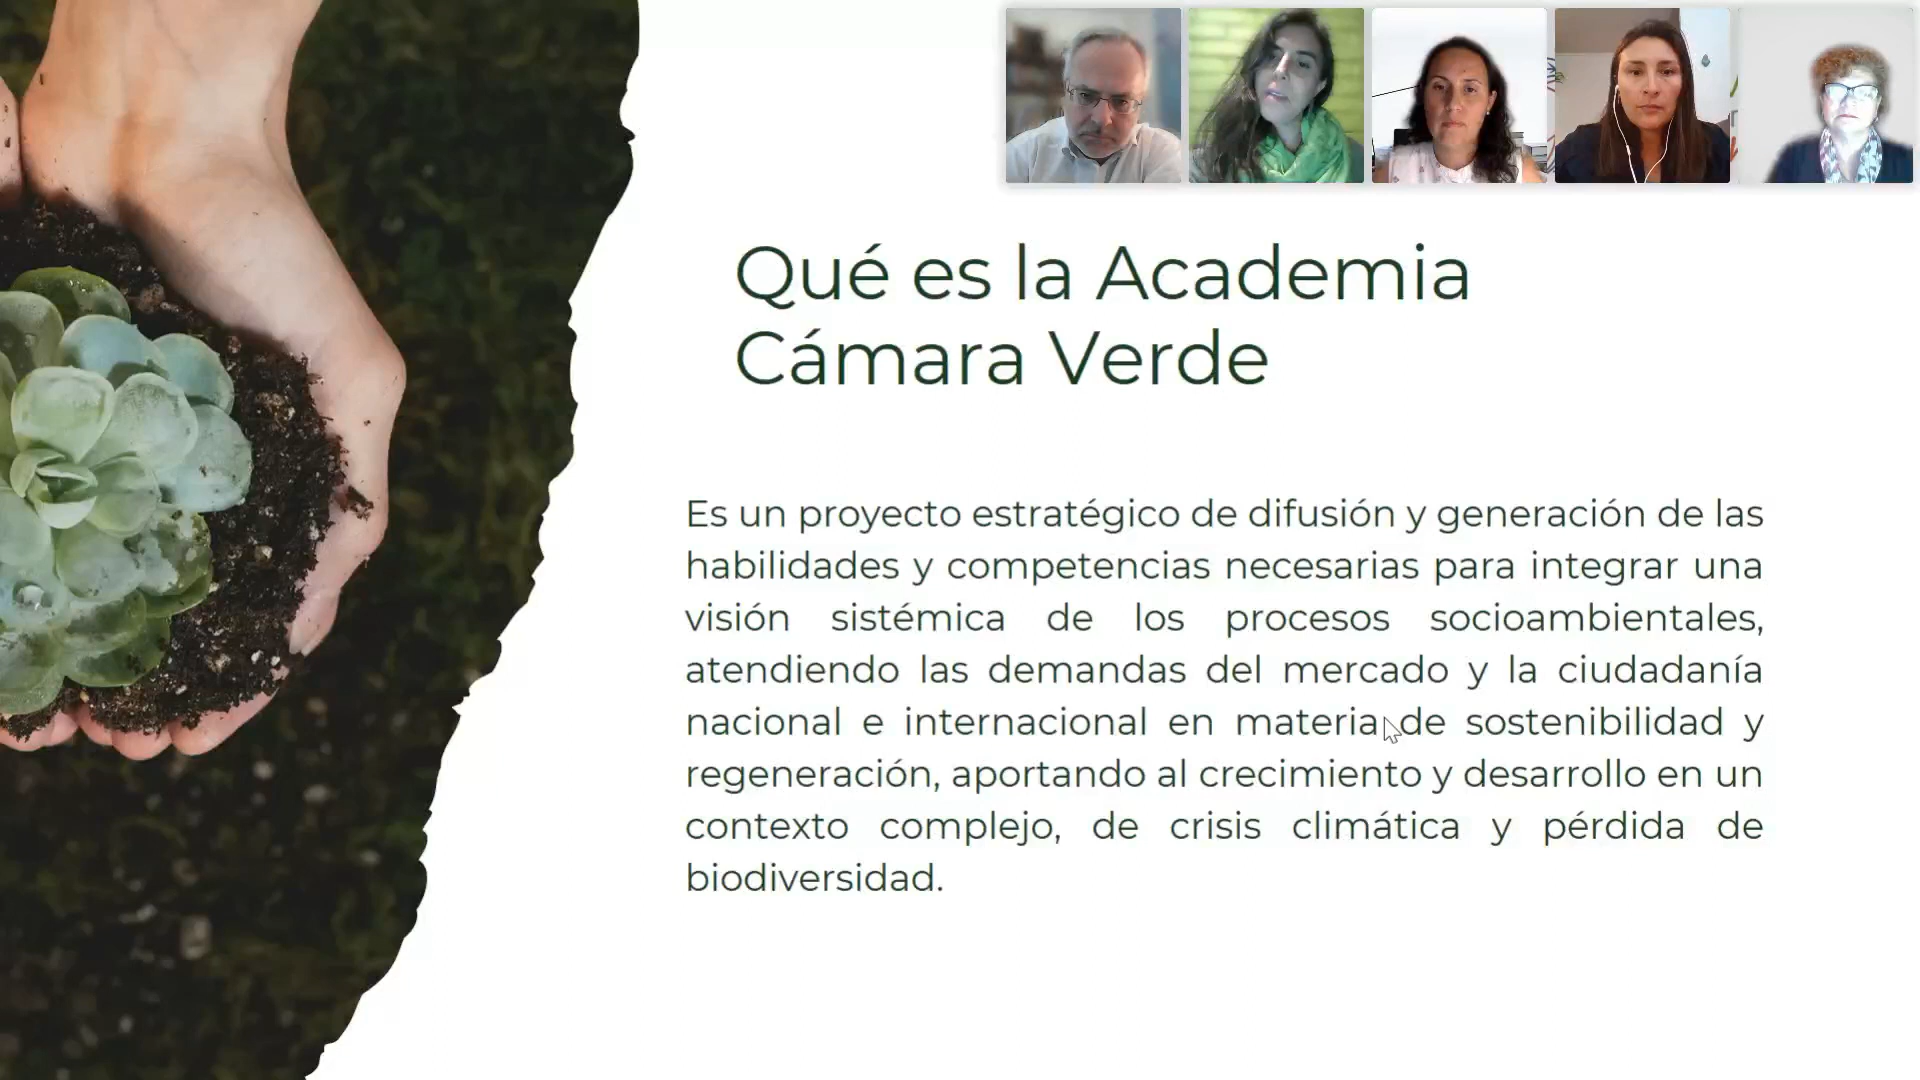 Qué es la Academia
Cámara Verde
Es un proyecto estratégico de difusión y generación de las
habilidades y competencias necesarias para integrar una
visión sistémica de los procesos socioambientales,
atendiendo las demandas del mercado y la ciudadanía
nacional e internacional en materia de sostenibilidad y
regeneración, aportando al crecimiento y desarrollo en un
contexto complejo, de crisis climática y pérdida de
biodiversidad.